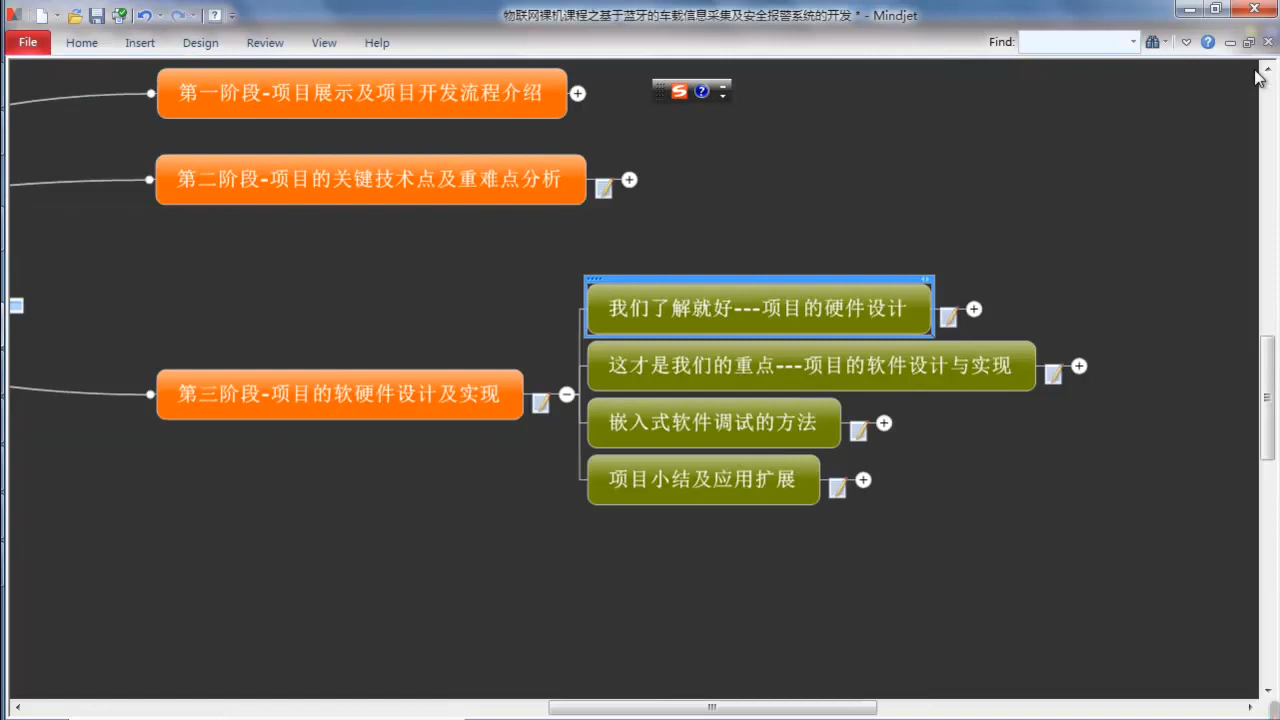 物联网裸机课程之基于蓝牙的车载信息采集及安全报警系统的开发 * - Mindjet
File Home Insert Design Review View Help Find:
第一阶段-项目展示及项目开发流程介绍
第二阶段-项目的关键技术点及重难点分析
我们了解就好---项目的硬件设计
这才是我们的重点---项目的软件设计与实现
第三阶段-项目的软硬件设计及实现
嵌入式软件调试的方法
项目小结及应用扩展